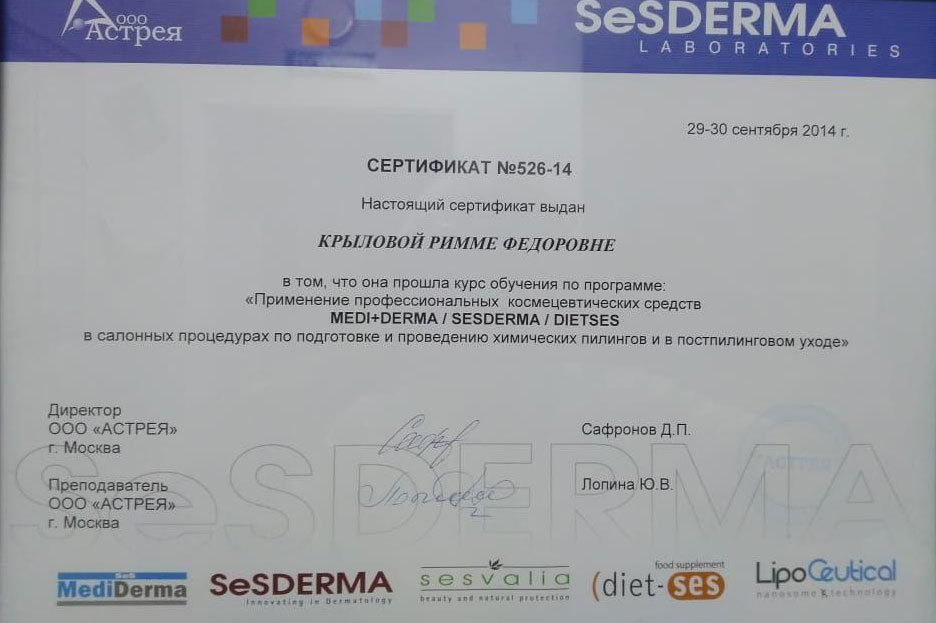 ООО
Астрея
SeSDERMA
LABORATORIES
29-30 сентября 2014 г.
СЕРТИФИКАТ №526-14
Настоящий сертификат выдан
КРЫЛОВОЙ РИММЕ ФЕДОРОВНЕ
в том, что она прошла курс обучения по программе:
«Применение профессиональных космецевтических средств
MEDI+DERMA / SESDERMA / DIETSES
в салонных процедурах по подготовке и проведению химических пилингов и в постпилинговом уходе»
Директор
ООО «АСТРЕЯ»
г. Москва
Сафронов Д.П.
Преподаватель
ООО «АСТРЕЯ»
г. Москва
Лопина Ю.В.
АСТРЕЯ
SeSDERMA
SeS
MediDerma
SeSDERMA
Innovating in Dermatology
sesvalia
beauty and natural protection
food supplement
(diet-ses
LipoCeutical
nanosome technology